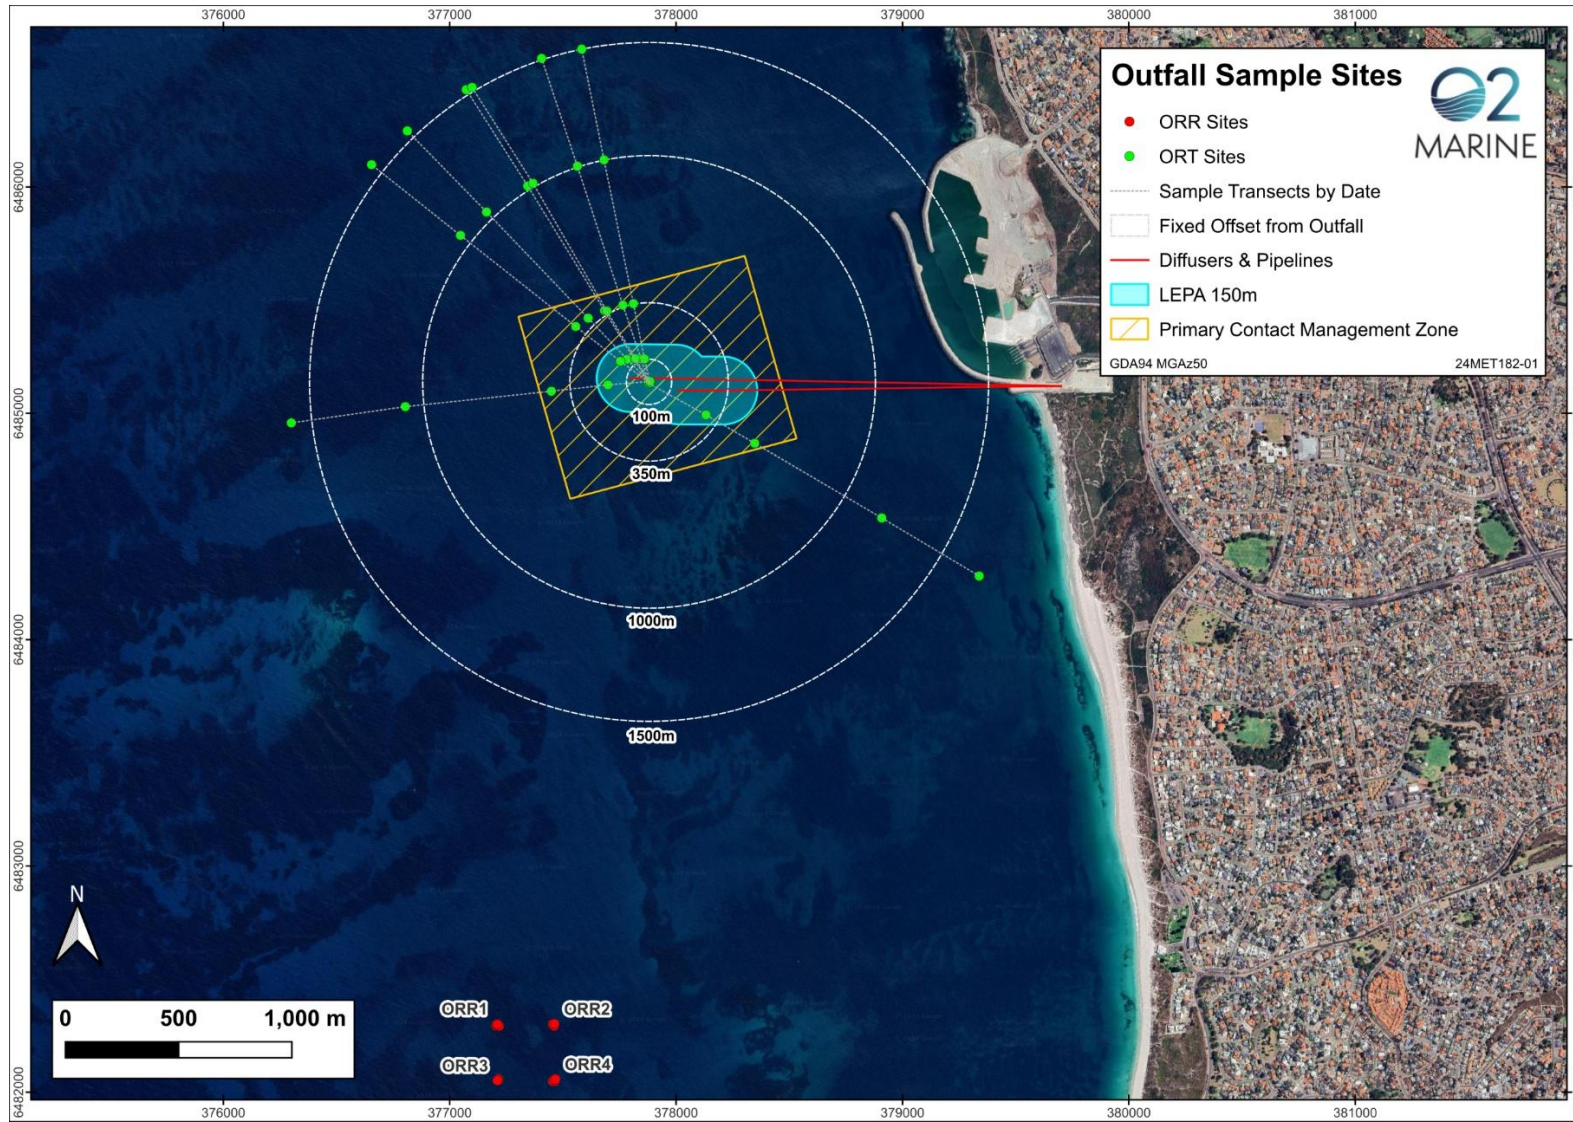 376000
377000
378000
379000
380000
381000
Outfall Sample Sites
O2
MARINE
ORR Sites
ORT Sites
Sample Transects by Date
Fixed Offset from Outfall
Diffusers & Pipelines
LEPA 150m
Primary Contact Management Zone
GDA94 MGAz50
24MET182-01
6486000
6485000
6484000
6483000
6482000
100m
350m
1000m
1500m
N
0
500
1,000 m
ORR1
ORR2
ORR3
ORR4
376000
377000
378000
379000
380000
381000